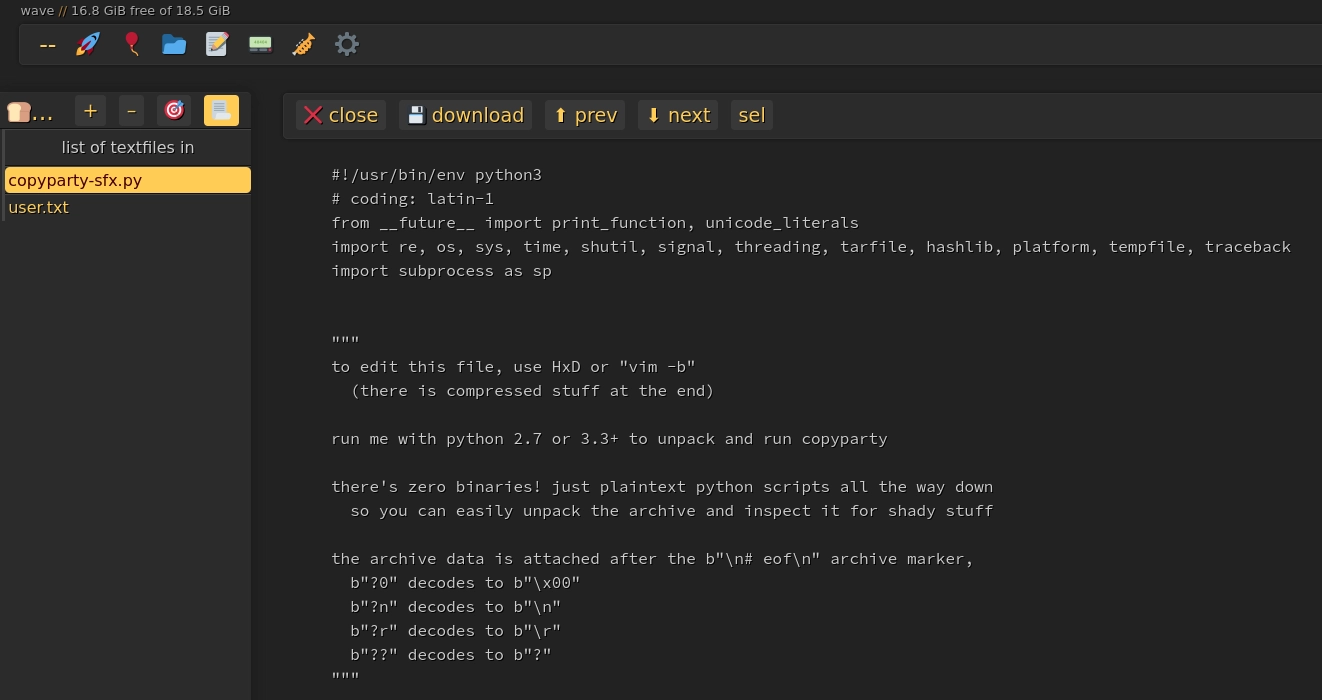 wave // 16.8 GiB free of 18.5 GiB
--
... + – 
close download prev next sel
list of textfiles in
copyparty-sfx.py
user.txt
#!/usr/bin/env python3
# coding: latin-1
from __future__ import print_function, unicode_literals
import re, os, sys, time, shutil, signal, threading, tarfile, hashlib, platform, tempfile, traceback
import subprocess as sp
"""
to edit this file, use HxD or "vim -b"
(there is compressed stuff at the end)
run me with python 2.7 or 3.3+ to unpack and run copyparty
there's zero binaries! just plaintext python scripts all the way down
so you can easily unpack the archive and inspect it for shady stuff
the archive data is attached after the b"\n# eof\n" archive marker,
b"?0" decodes to b"\x00"
b"?n" decodes to b"\n"
b"?r" decodes to b"\r"
b"??" decodes to b"?"
"""